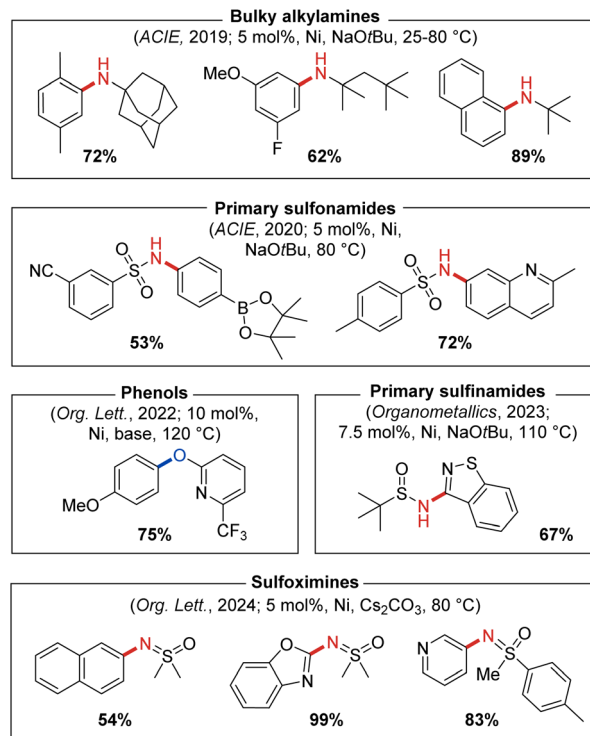 Bulky alkylamines
(ACIE, 2019; 5 mol%, Ni, NaOtBu, 25-80 °C)
H
N
72%
MeO
H
N
F
62%
H
N
89%
Primary sulfonamides
(ACIE, 2020; 5 mol%, Ni,
NaOtBu, 80 °C)
NC
O
S
O
H
N
B
O
O
53%
O
S
O
H
N
N
72%
Phenols
(Org. Lett., 2022; 10 mol%,
Ni, base, 120 °C)
MeO
O
N
CF3
75%
Primary sulfinamides
(Organometallics, 2023;
7.5 mol%, Ni, NaOtBu, 110 °C)
O
S
N
H
N
S
67%
Sulfoximines
(Org. Lett., 2024; 5 mol%, Ni, Cs2CO3, 80 °C)
N
S
O
54%
O
N
N
S
O
99%
N
N
S
O
Me
83%